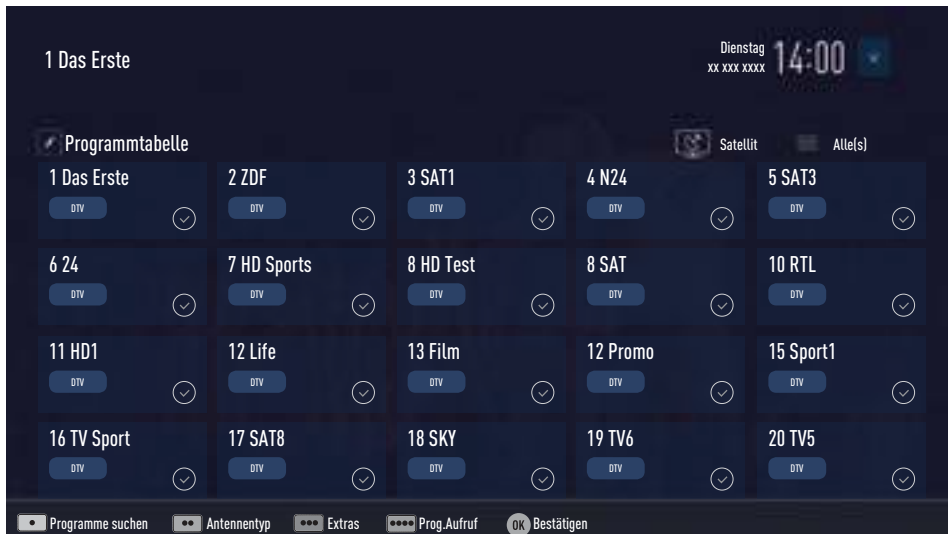 1 Das Erste
Dienstag
xx xxx xxxx
14:00
Programmtabelle
Satellit
Alle(s)
1 Das Erste
2 ZDF
3 SAT1
4 N24
5 SAT3
DTV
DTV
DTV
DTV
DTV
6 24
7 HD Sports
8 HD Test
8 SAT
10 RTL
DTV
DTV
DTV
DTV
DTV
11 HD1
12 Life
13 Film
12 Promo
15 Sport1
DTV
DTV
DTV
DTV
DTV
16 TV Sport
17 SAT8
18 SKY
19 TV6
20 TV5
DTV
DTV
DTV
DTV
DTV
Programme suchen
Antennentyp
Extras
Prog.Aufruf
OK Bestätigen